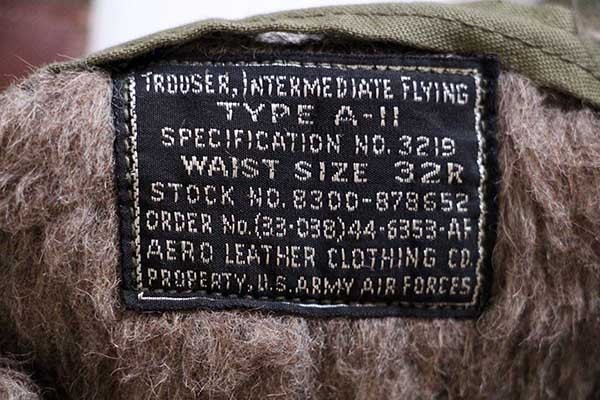 TROUSER, INTERMEDIATE FLYING
TYPE A-11
SPECIFICATION NO. 3219
WAIST SIZE 32R
STOCK NO. 8300-878652
ORDER No. (33-038)44-6353-AF
AERO LEATHER CLOTHING CO.
PROPERTY, U.S. ARMY AIR FORCES